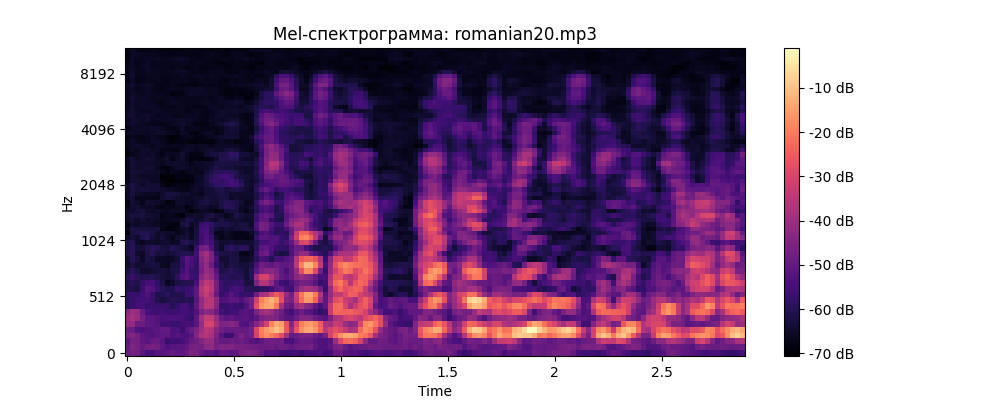 Mel-спектрограмма: romanian20.mp3
8192
4096
2048
1024
512
0
Hz
0
0.5
1
1.5
2
2.5
Time
-10 dB
-20 dB
-30 dB
-40 dB
-50 dB
-60 dB
-70 dB